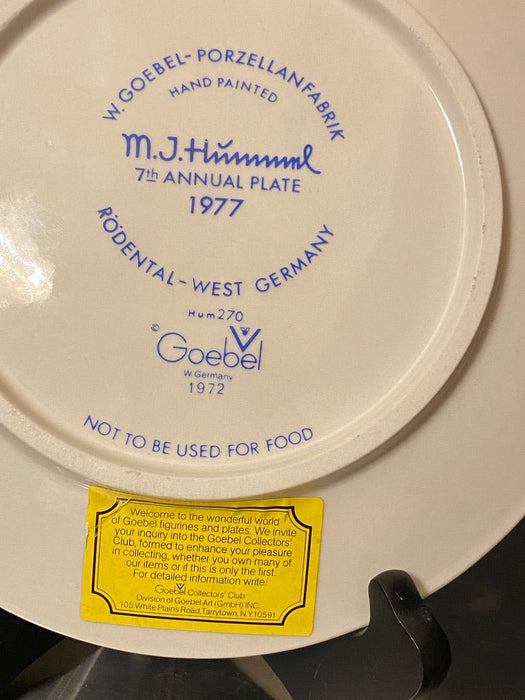 W. GOEBEL-PORZELLANFABRIK
HAND PAINTED
M.J.Hummel
7th ANNUAL PLATE
1977
RÖDENTAL-WEST GERMANY
Hum270
© Goebel
W.Germany
1972
NOT TO BE USED FOR FOOD
Welcome to the wonderful world
of Goebel figurines and plates. We invite
your inquiry into the Goebel Collectors'
Club, formed to enhance your pleasure
in collecting, whether you own many of
our items or if this is only the first.
For detailed information write:
Goebel Collectors' Club
Division of Goebel Art (GmbH) INC.
105 White Plains Road, Tarrytown, N.Y. 10591